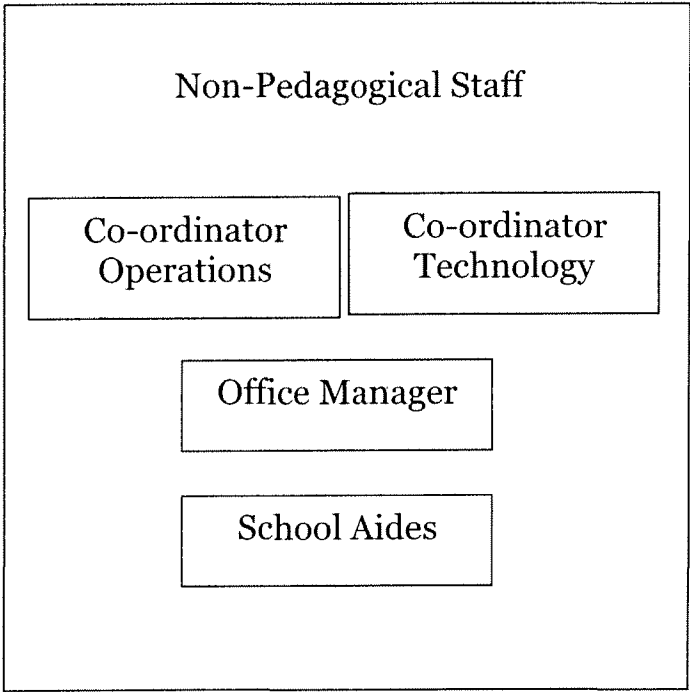 Non-Pedagogical Staff
Co-ordinator
Operations
Co-ordinator
Technology
Office Manager
School Aides